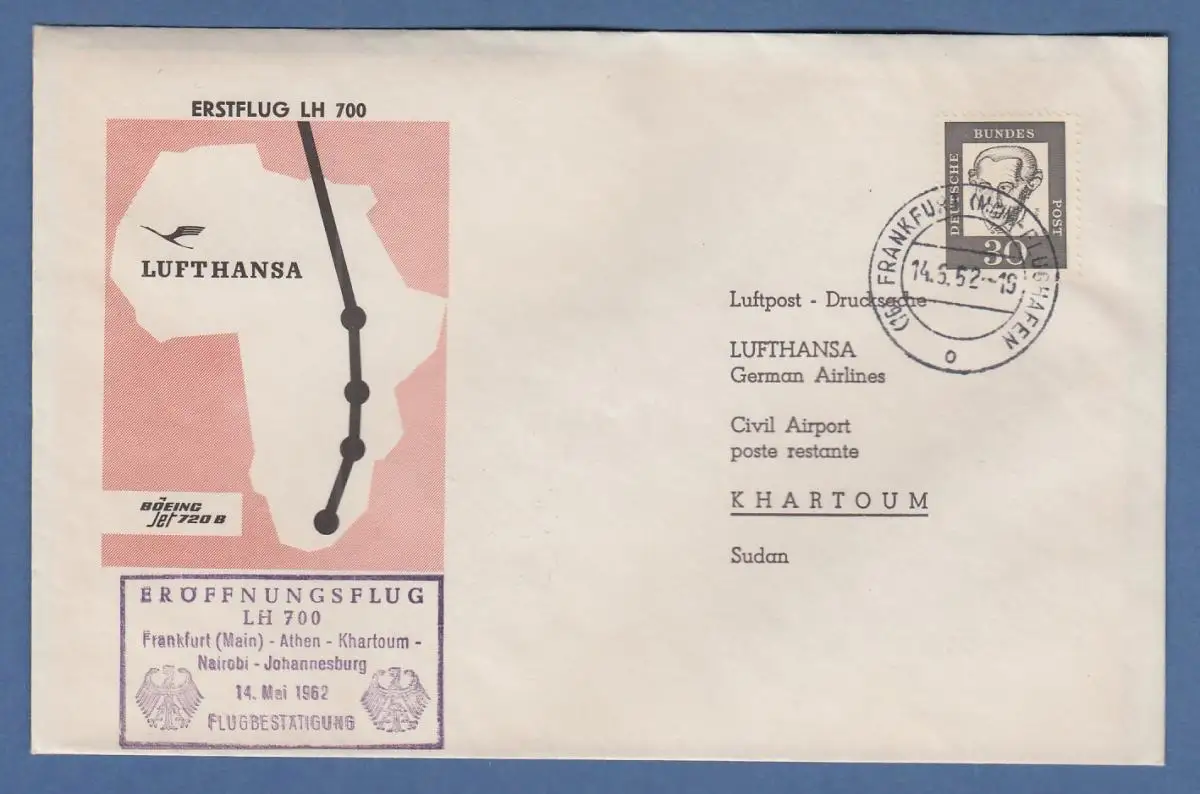 ERSTFLUG LH 700
LUFTHANSA
BOEING
Jet 720 B
ERÖFFNUNGSFLUG
LH 700
Frankfurt (Main) - Athen - Khartoum -
Nairobi - Johannesburg
14. Mai 1962
FLUGBESTÄTIGUNG
DEUTSCHE
BUNDES
POST
30
(16) FRANKFURT (MAIN)-FLUGHAFEN
14.5.62--19
o
Luftpost - Drucksache
LUFTHANSA
German Airlines
Civil Airport
poste restante
KHARTOUM
Sudan